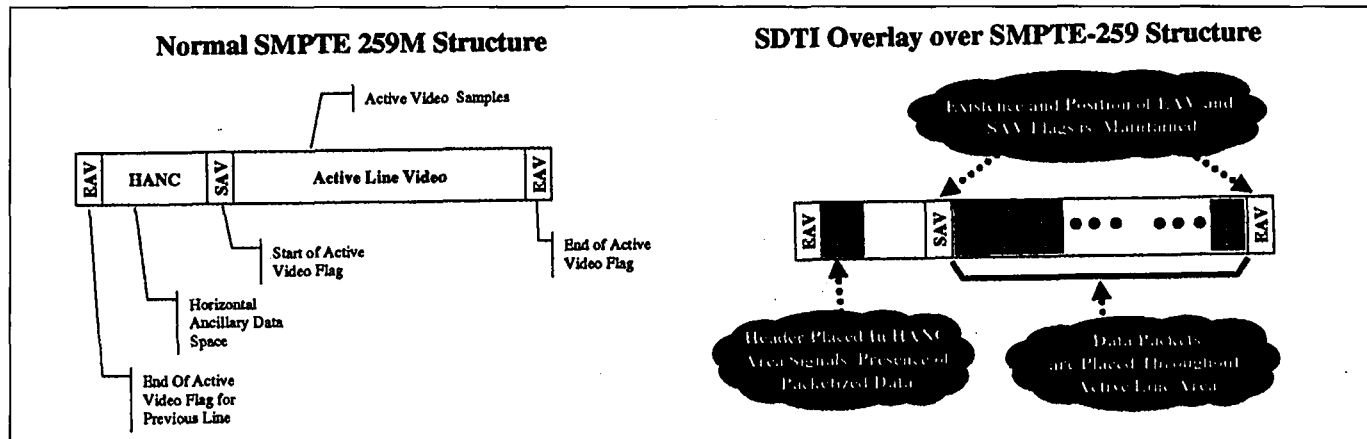 Normal SMPTE 259M Structure
Active Video Samples
EAV
HANC
SAV
Active Line Video
EAV
Start of Active
Video Flag
End of Active
Video Flag
Horizontal
Ancillary Data
Space
End Of Active
Video Flag for
Previous Line
SDTI Overlay over SMPTE-259 Structure
Existence and Position of EAV and
SAV Flags is Maintained
EAV
SAV
EAV
Header Placed In HANC
Area Signals Presence of
Packetized Data
Data Packets
are Placed Throughout
Active Line Area